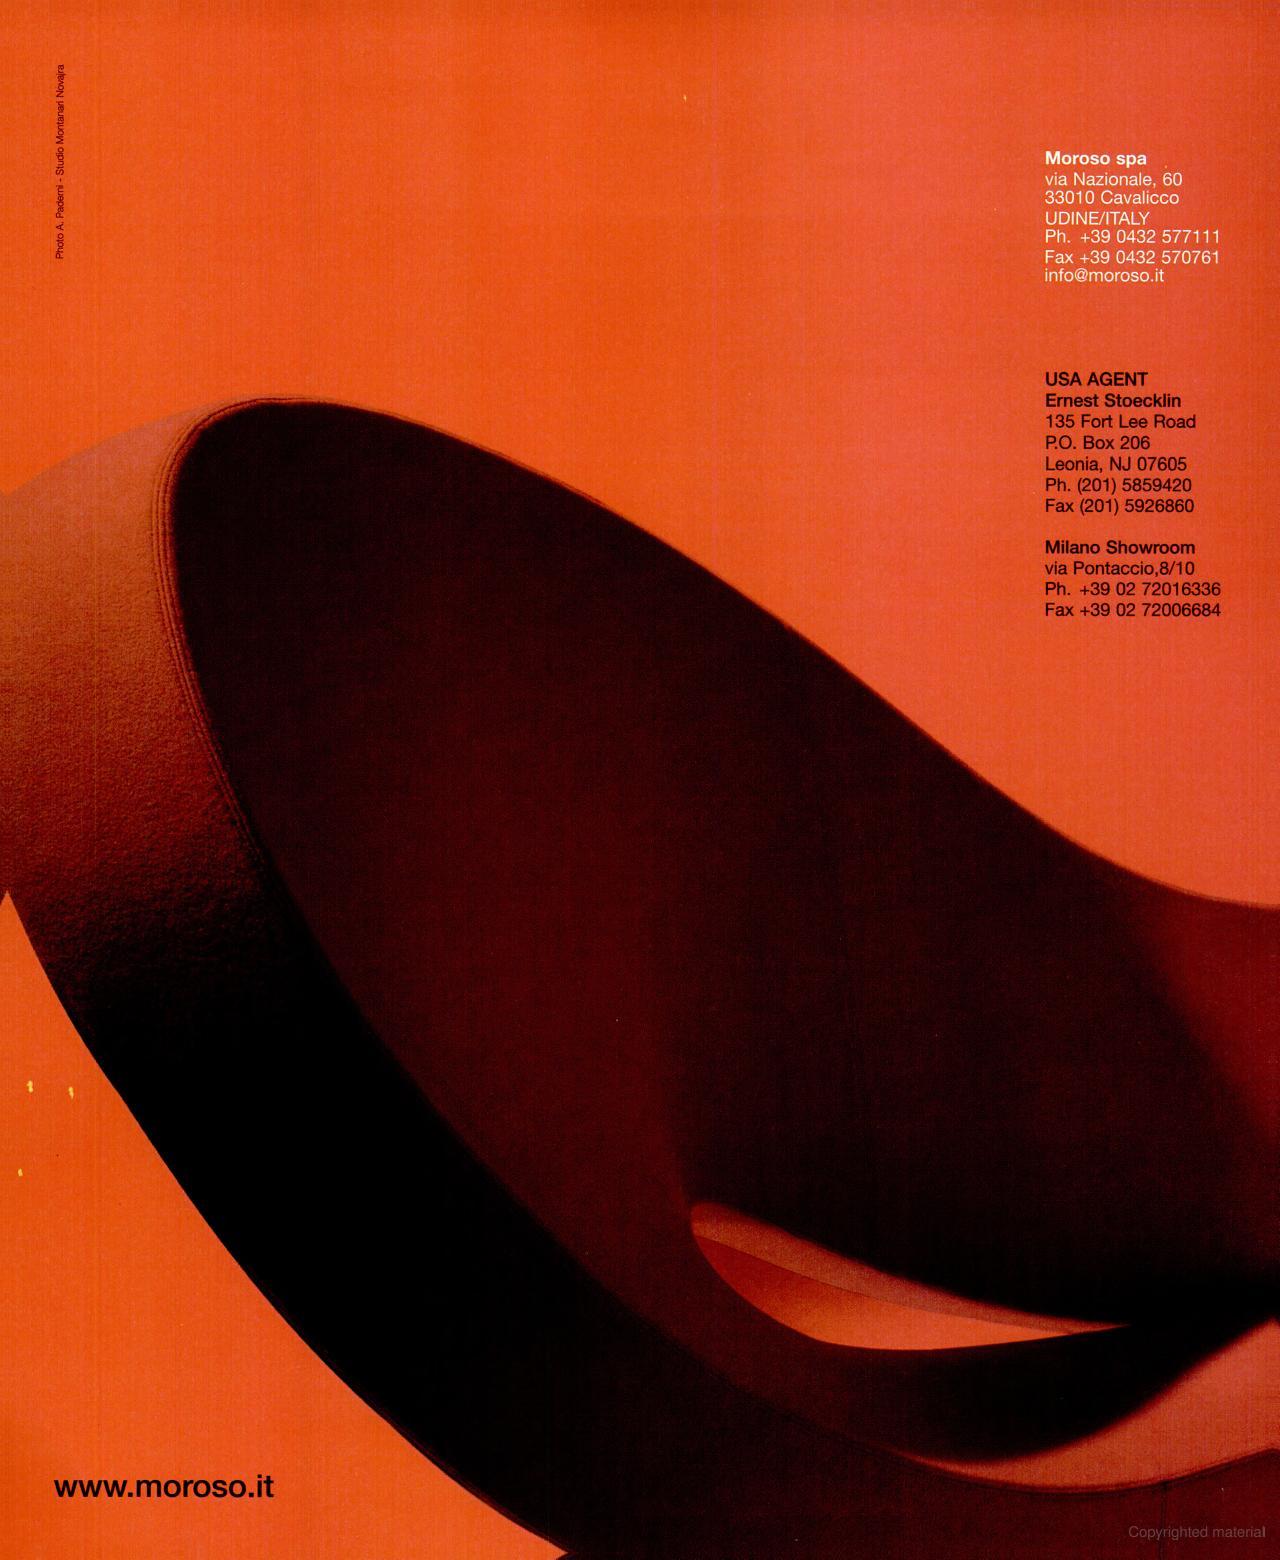 Photo A. Paderni - Studio Montanari Novajra
Moroso spa
via Nazionale, 60
33010 Cavalicco
UDINE/ITALY
Ph. +39 0432 577111
Fax +39 0432 570761
info@moroso.it
USA AGENT
Ernest Stoecklin
135 Fort Lee Road
P.O. Box 206
Leonia, NJ 07605
Ph. (201) 5859420
Fax (201) 5926860
Milano Showroom
via Pontaccio,8/10
Ph. +39 02 72016336
Fax +39 02 72006684
www.moroso.it
Copyrighted material